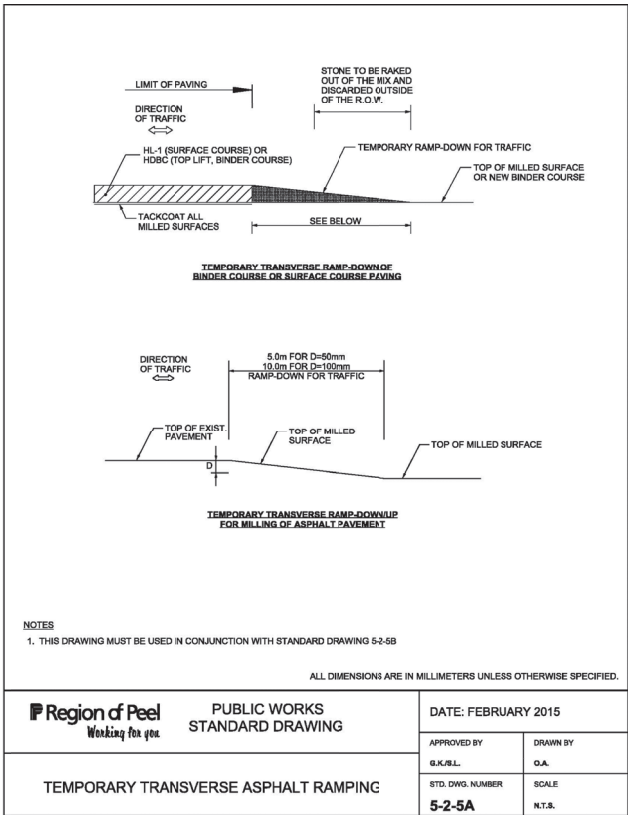 LIMIT OF PAVING
STONE TO BE RAKED
OUT OF THE MIX AND
DISCARDED OUTSIDE
OF THE R.O.W.
DIRECTION
OF TRAFFIC
HL-1 (SURFACE COURSE) OR
HDBC (TOP LIFT, BINDER COURSE)
TEMPORARY RAMP-DOWN FOR TRAFFIC
TOP OF MILLED SURFACE
OR NEW BINDER COURSE
TACKCOAT ALL
MILLED SURFACES
SEE BELOW
TEMPORARY TRANSVERSE RAMP-DOWN OF
BINDER COURSE OR SURFACE COURSE PAVING
DIRECTION
OF TRAFFIC
5.0m FOR D=50mm
10.0m FOR D=100mm
RAMP-DOWN FOR TRAFFIC
TOP OF EXIST.
PAVEMENT
TOP OF MILLED
SURFACE
TOP OF MILLED SURFACE
D
TEMPORARY TRANSVERSE RAMP-DOWN/UP
FOR MILLING OF ASPHALT PAVEMENT
NOTES
1. THIS DRAWING MUST BE USED IN CONJUNCTION WITH STANDARD DRAWING 5-2-5B
ALL DIMENSIONS ARE IN MILLIMETERS UNLESS OTHERWISE SPECIFIED.
Region of Peel
Working for you
PUBLIC WORKS
STANDARD DRAWING
DATE: FEBRUARY 2015
APPROVED BY
G.K./S.L.
DRAWN BY
O.A.
TEMPORARY TRANSVERSE ASPHALT RAMPING
STD. DWG. NUMBER
5-2-5A
SCALE
N.T.S.